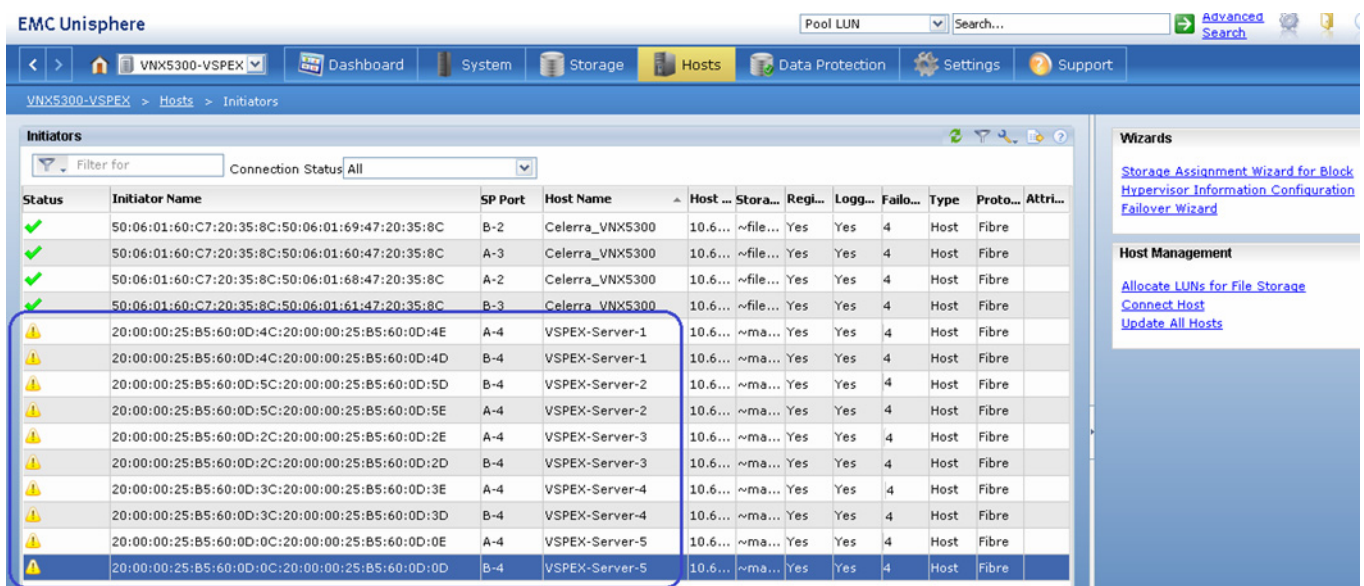 EMC Unisphere
Pool LUN Search... Advanced Search
VNX5300-VSPEX Dashboard System Storage Hosts Data Protection Settings Support
VNX5300-VSPEX > Hosts > Initiators
Initiators
Filter for Connection Status All
Status Initiator Name SP Port Host Name Host ... Stora... Regi... Logg... Failo... Type Proto... Attri...
50:06:01:60:C7:20:35:8C:50:06:01:69:47:20:35:8C B-2 Celerra_VNX5300 10.6... ~file... Yes Yes 4 Host Fibre
50:06:01:60:C7:20:35:8C:50:06:01:60:47:20:35:8C A-3 Celerra_VNX5300 10.6... ~file... Yes Yes 4 Host Fibre
50:06:01:60:C7:20:35:8C:50:06:01:68:47:20:35:8C A-2 Celerra_VNX5300 10.6... ~file... Yes Yes 4 Host Fibre
50:06:01:60:C7:20:35:8C:50:06:01:61:47:20:35:8C B-3 Celerra_VNX5300 10.6... ~file... Yes Yes 4 Host Fibre
20:00:00:25:B5:60:0D:4C:20:00:00:25:B5:60:0D:4E A-4 VSPEX-Server-1 10.6... ~ma... Yes Yes 4 Host Fibre
20:00:00:25:B5:60:0D:4C:20:00:00:25:B5:60:0D:4D B-4 VSPEX-Server-1 10.6... ~ma... Yes Yes 4 Host Fibre
20:00:00:25:B5:60:0D:5C:20:00:00:25:B5:60:0D:5D B-4 VSPEX-Server-2 10.6... ~ma... Yes Yes 4 Host Fibre
20:00:00:25:B5:60:0D:5C:20:00:00:25:B5:60:0D:5E A-4 VSPEX-Server-2 10.6... ~ma... Yes Yes 4 Host Fibre
20:00:00:25:B5:60:0D:2C:20:00:00:25:B5:60:0D:2E A-4 VSPEX-Server-3 10.6... ~ma... Yes Yes 4 Host Fibre
20:00:00:25:B5:60:0D:2C:20:00:00:25:B5:60:0D:2D B-4 VSPEX-Server-3 10.6... ~ma... Yes Yes 4 Host Fibre
20:00:00:25:B5:60:0D:3C:20:00:00:25:B5:60:0D:3E A-4 VSPEX-Server-4 10.6... ~ma... Yes Yes 4 Host Fibre
20:00:00:25:B5:60:0D:3C:20:00:00:25:B5:60:0D:3D B-4 VSPEX-Server-4 10.6... ~ma... Yes Yes 4 Host Fibre
20:00:00:25:B5:60:0D:0C:20:00:00:25:B5:60:0D:0E A-4 VSPEX-Server-5 10.6... ~ma... Yes Yes 4 Host Fibre
20:00:00:25:B5:60:0D:0C:20:00:00:25:B5:60:0D:0D B-4 VSPEX-Server-5 10.6... ~ma... Yes Yes 4 Host Fibre
Wizards
Storage Assignment Wizard for Block
Hypervisor Information Configuration
Failover Wizard
Host Management
Allocate LUNs for File Storage
Connect Host
Update All Hosts